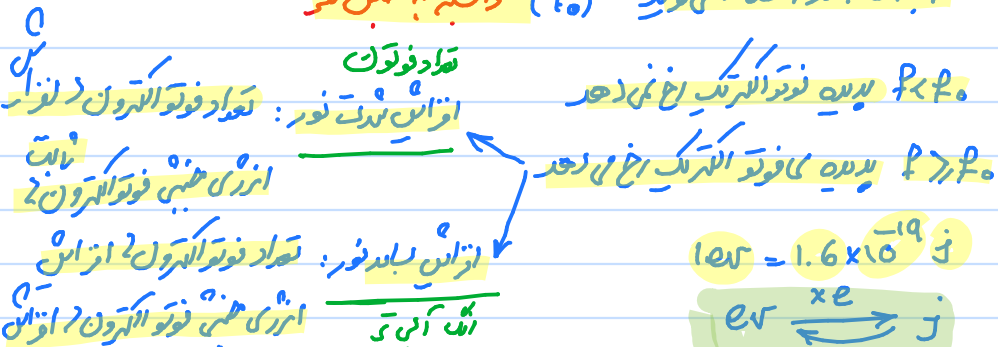 (f₀)
تعداد فوتون
f < f₀ پدیده فوتوالکتریک رخ نمی دهد
افزایش شدت نور : تعداد فوتوالکترون ها افزایش
f ≥ f₀ پدیده ی فوتوالکتریک رخ می دهد
ثابت
انرژی جنبشی فوتوالکترون ها
افزایش بسامد نور : تعداد فوتوالکترون ها افزایش
انرژی جنبشی فوتوالکترون ها افزایش
1ev = 1.6 × 10⁻¹⁹ j
ev ×e j